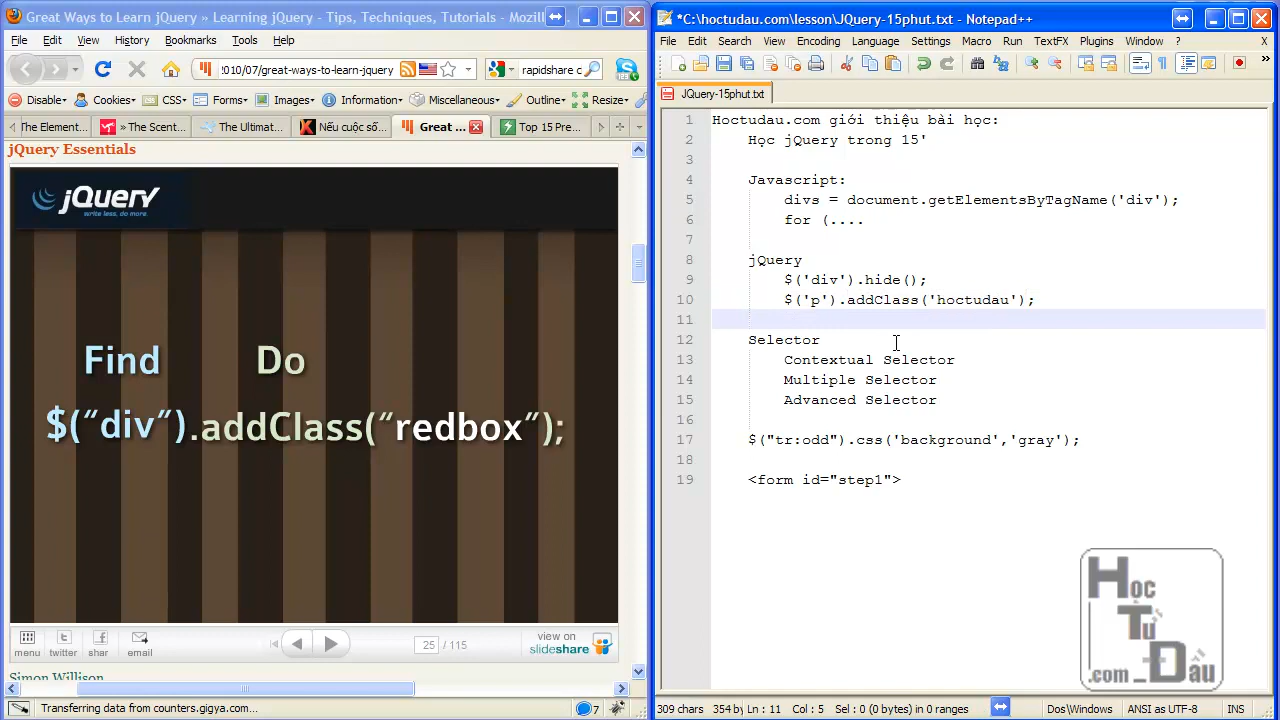 Great Ways to Learn jQuery » Learning jQuery - Tips, Techniques, Tutorials - Mozill...
File Edit View History Bookmarks Tools Help
!010/07/great-ways-to-learn-jquery
rapidshare c
Disable Cookies CSS Forms Images Information Miscellaneous Outline Resize
The Element...
» The Scent...
The Ultimat...
Nếu cuộc số...
Great ...
Top 15 Pre...
jQuery Essentials
jQuery
write less, do more.
Find Do
$("div").addClass("redbox");
menu twitter shar email
25 / 115
view on
slideshare
Simon Willison
Transferring data from counters.gigya.com...
7
*C:\hoctudau.com\lesson\JQuery-15phut.txt - Notepad++
File Edit Search View Encoding Language Settings Macro Run TextFX Plugins Window ? X
JQuery-15phut.txt
1 Hoctudau.com giới thiệu bài học:
2 Học jQuery trong 15'
3
4 Javascript:
5 divs = document.getElementsByTagName('div');
6 for (....
7
8 jQuery
9 $('div').hide();
10 $('p').addClass('hoctudau');
11
12 Selector
13 Contextual Selector
14 Multiple Selector
15 Advanced Selector
16
17 $("tr:odd").css('background','gray');
18
19 <form id="step1">
Học
Từ
.com _Đầu
309 chars 354 by Ln : 11 Col : 5 Sel : 0 (0 bytes) in 0 ranges Dos\Windows ANSI as UTF-8 INS